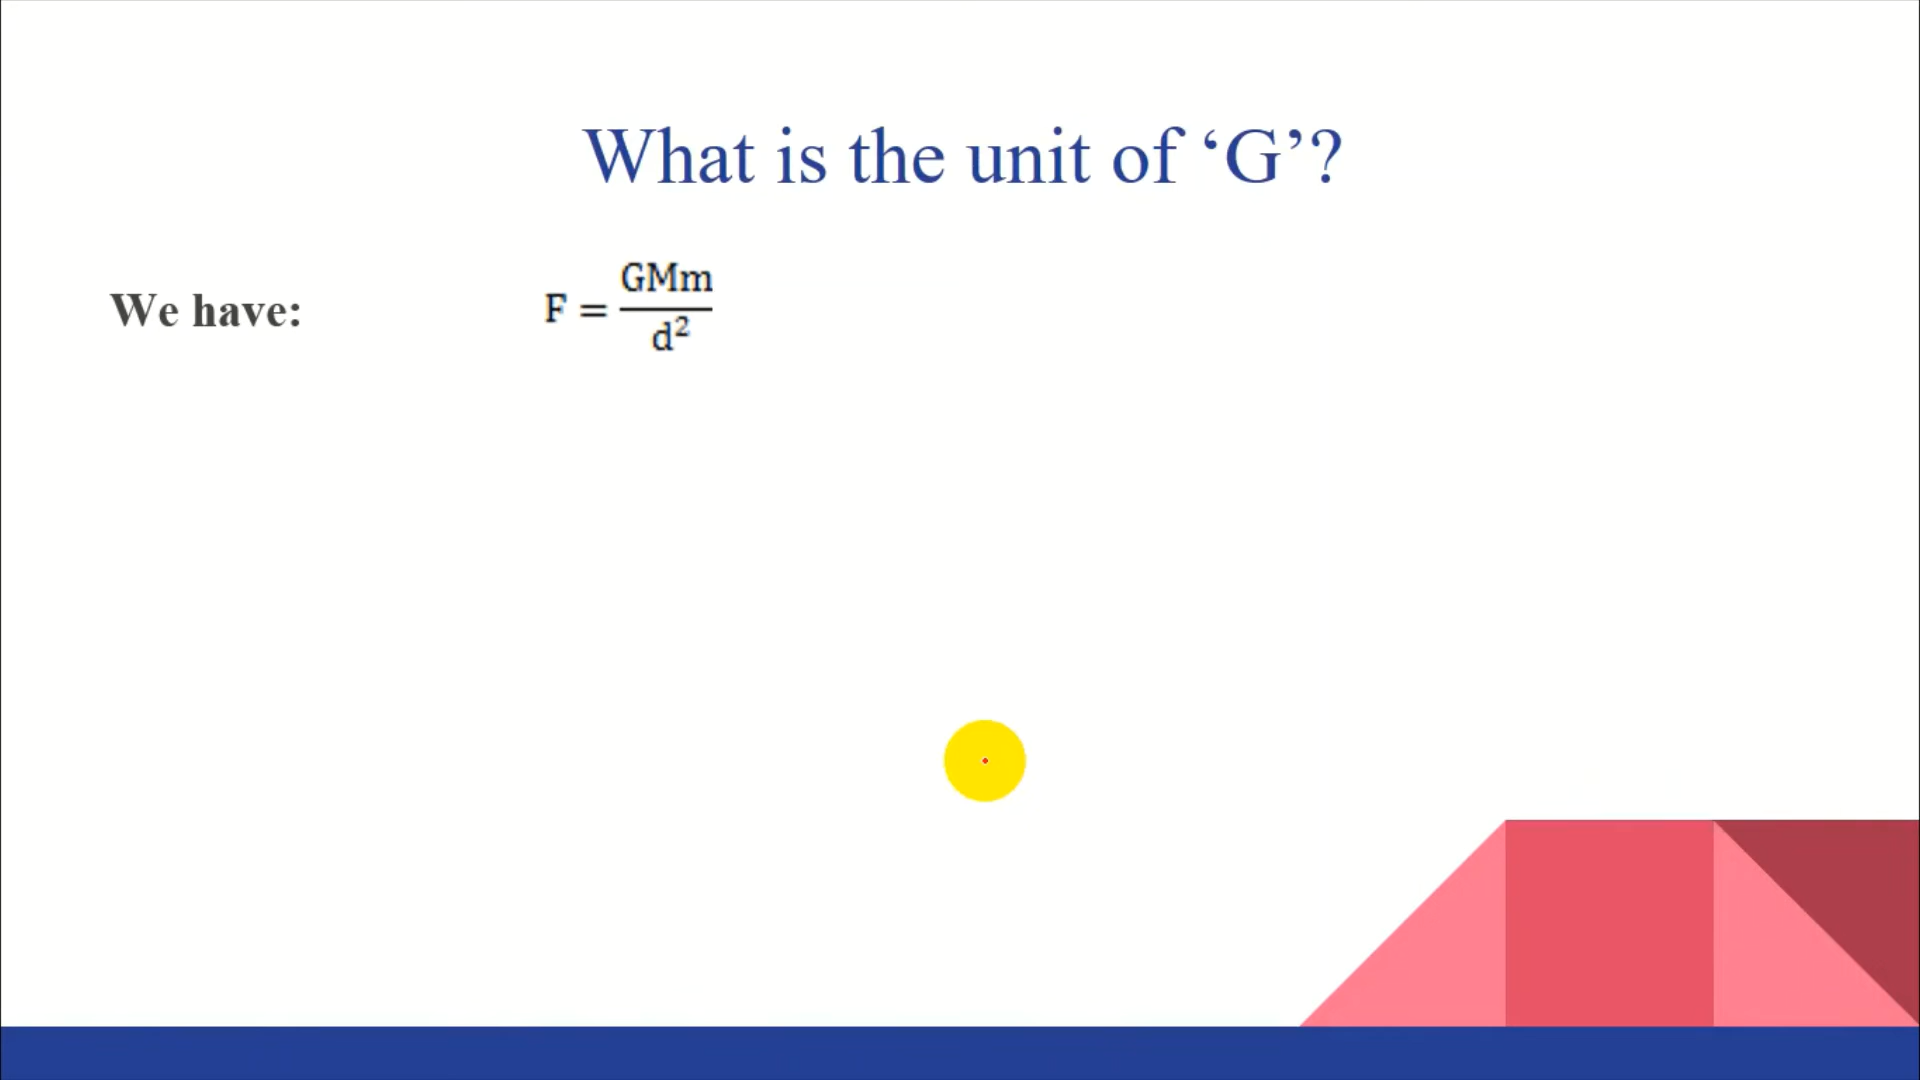 What is the unit of ‘G’?
We have: F = GMm / d²